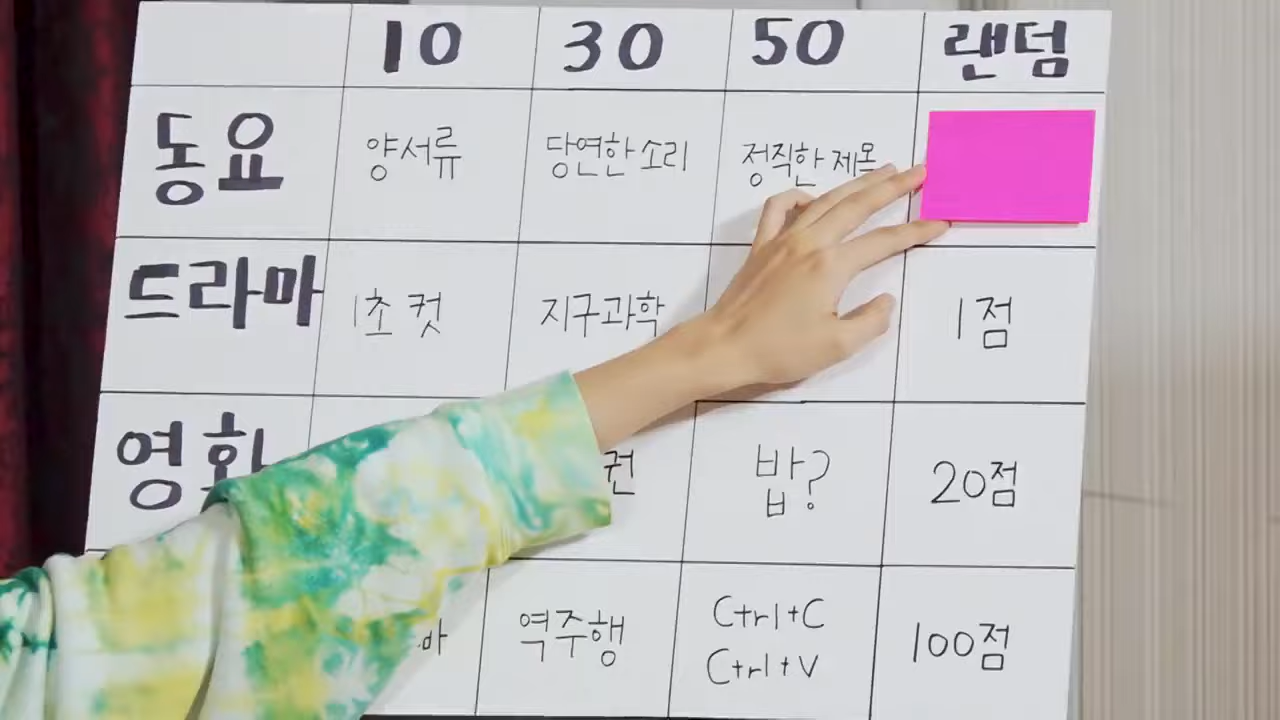 10 30 50 랜덤
동요 양서류 당연한 소리 정직한 제목
드라마 1초 컷 지구과학 1점
영화 권 밥? 20점
마 역주행 Ctrl+C
Ctrl+V 100점